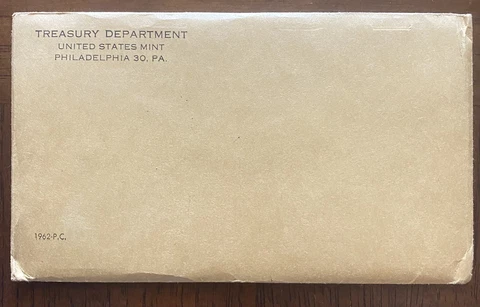 TREASURY DEPARTMENT
UNITED STATES MINT
PHILADELPHIA 30, PA.
1962-P.C.